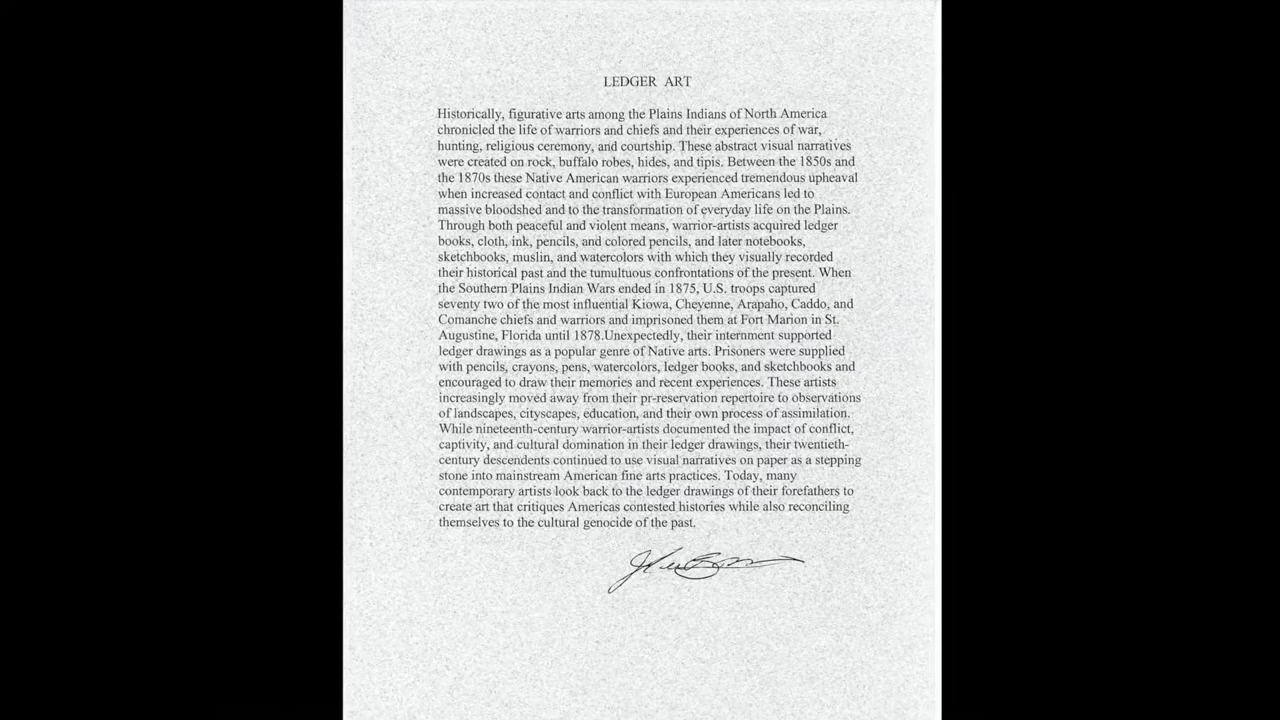 LEDGER ART
Historically, figurative arts among the Plains Indians of North America
chronicled the life of warriors and chiefs and their experiences of war,
hunting, religious ceremony, and courtship. These abstract visual narratives
were created on rock, buffalo robes, hides, and tipis. Between the 1850s and
the 1870s these Native American warriors experienced tremendous upheaval
when increased contact and conflict with European Americans led to
massive bloodshed and to the transformation of everyday life on the Plains.
Through both peaceful and violent means, warrior-artists acquired ledger
books, cloth, ink, pencils, and colored pencils, and later notebooks,
sketchbooks, muslin, and watercolors with which they visually recorded
their historical past and the tumultuous confrontations of the present. When
the Southern Plains Indian Wars ended in 1875, U.S. troops captured
seventy two of the most influential Kiowa, Cheyenne, Arapaho, Caddo, and
Comanche chiefs and warriors and imprisoned them at Fort Marion in St.
Augustine, Florida until 1878.Unexpectedly, their internment supported
ledger drawings as a popular genre of Native arts. Prisoners were supplied
with pencils, crayons, pens, watercolors, ledger books, and sketchbooks and
encouraged to draw their memories and recent experiences. These artists
increasingly moved away from their pr-reservation repertoire to observations
of landscapes, cityscapes, education, and their own process of assimilation.
While nineteenth-century warrior-artists documented the impact of conflict,
captivity, and cultural domination in their ledger drawings, their twentieth-
century descendents continued to use visual narratives on paper as a stepping
stone into mainstream American fine arts practices. Today, many
contemporary artists look back to the ledger drawings of their forefathers to
create art that critiques Americas contested histories while also reconciling
themselves to the cultural genocide of the past.